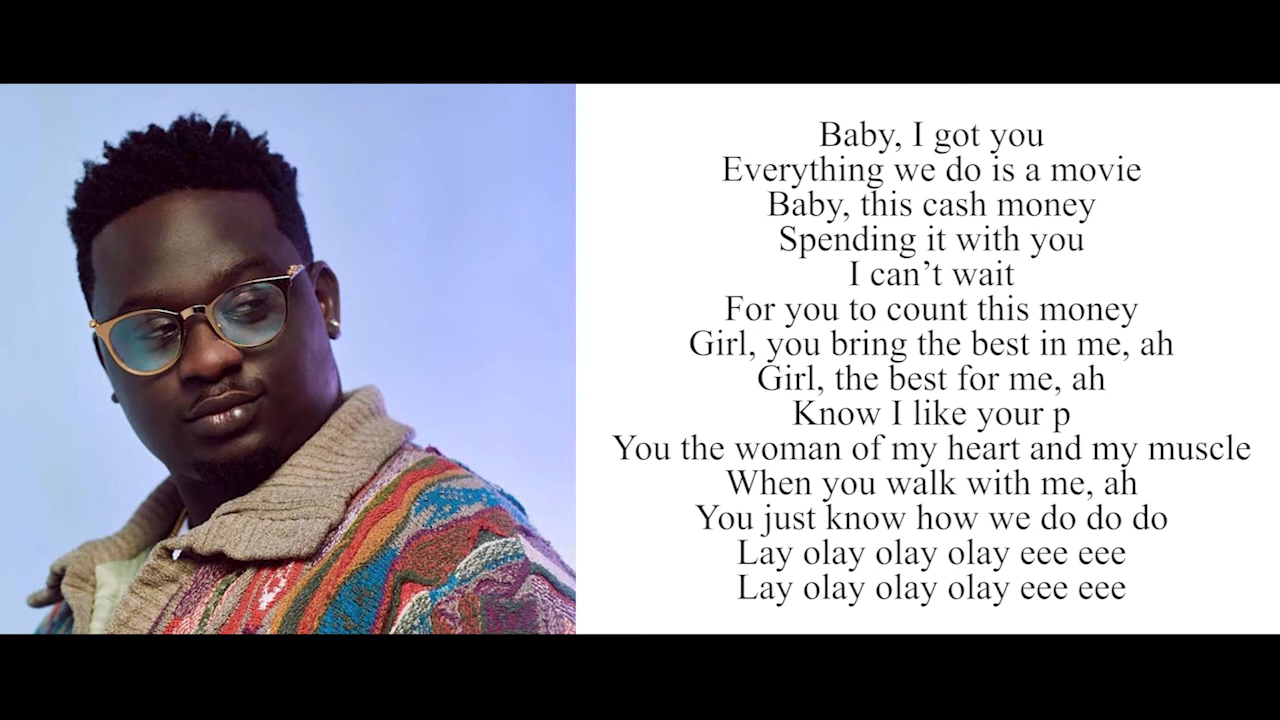 Baby, I got you
Everything we do is a movie
Baby, this cash money
Spending it with you
I can’t wait
For you to count this money
Girl, you bring the best in me, ah
Girl, the best for me, ah
Know I like your p
You the woman of my heart and my muscle
When you walk with me, ah
You just know how we do do do
Lay olay olay olay eee eee
Lay olay olay olay eee eee